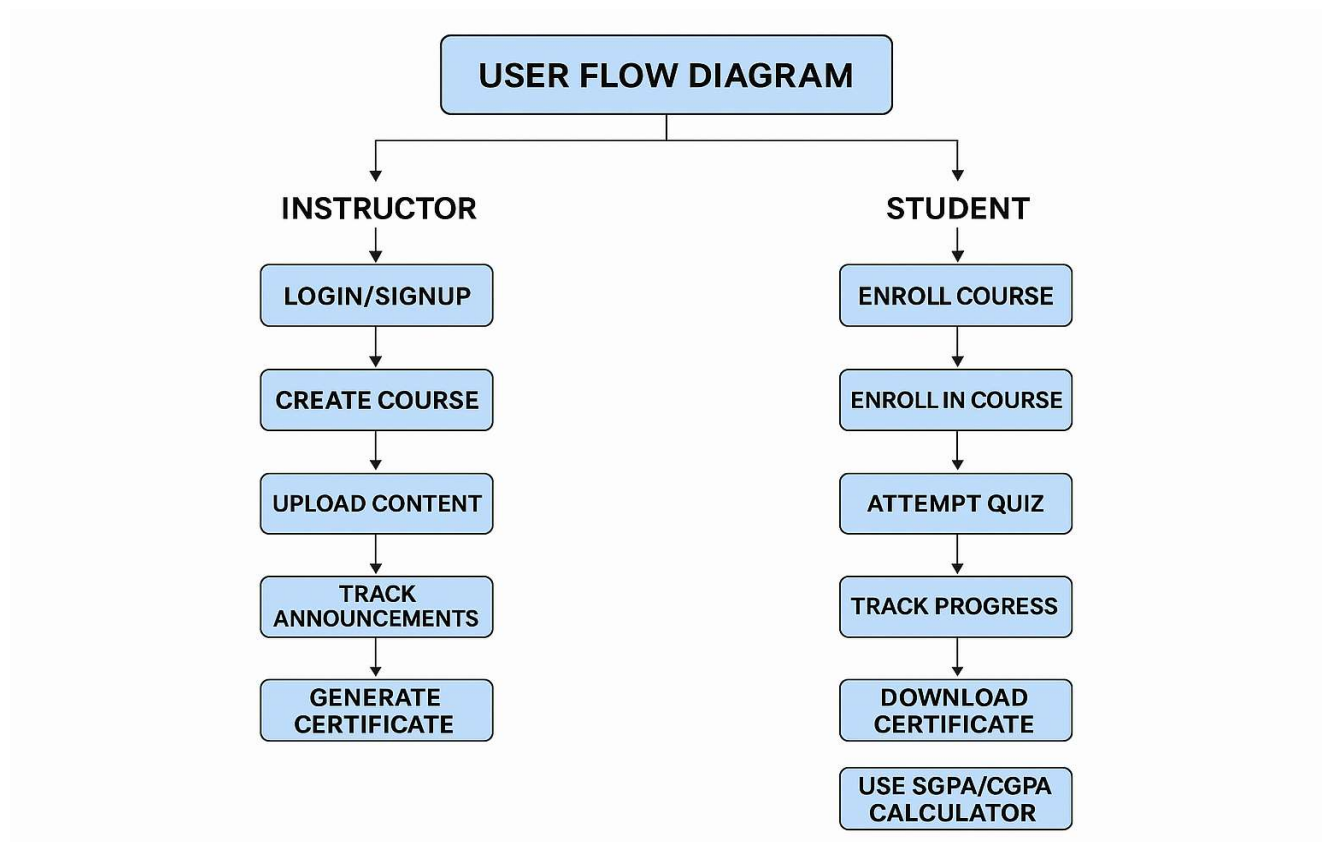 USER FLOW DIAGRAM
INSTRUCTOR
LOGIN/SIGNUP
CREATE COURSE
UPLOAD CONTENT
TRACK
ANNOUNCEMENTS
GENERATE
CERTIFICATE
STUDENT
ENROLL COURSE
ENROLL IN COURSE
ATTEMPT QUIZ
TRACK PROGRESS
DOWNLOAD
CERTIFICATE
USE SGPA/CGPA
CALCULATOR